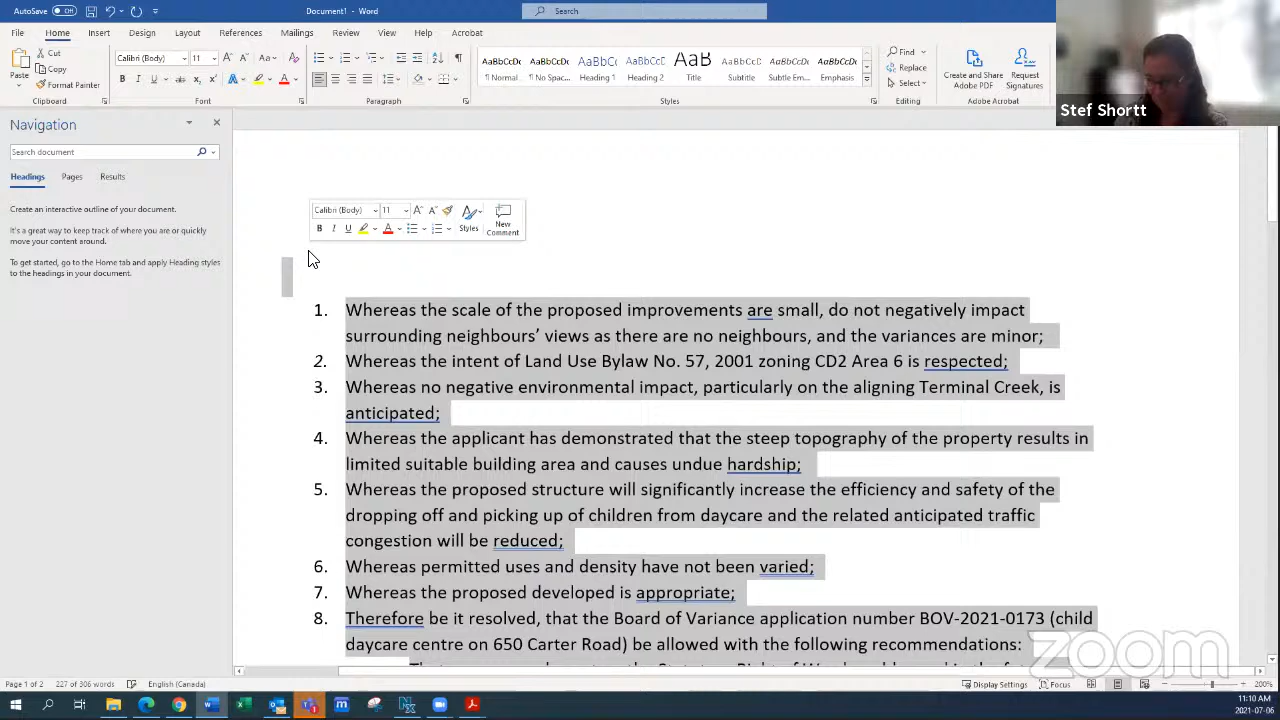 AutoSave Off
Document1 - Word
Search
File Home Insert Design Layout References Mailings Review View Help Acrobat
Paste
Cut
Copy
Format Painter
Clipboard
Calibri (Body) 11
Font
Paragraph
AaBbCcDc AaBbCcDc AaBbCc AaBbCcC AaB AaBbCcD AaBbCcDc AaBbCcDc
¶ Normal ¶ No Spac... Heading 1 Heading 2 Title Subtitle Subtle Em... Emphasis
Styles
Find
Replace
Select
Editing
Create and Share
Adobe PDF
Request
Signatures
Adobe Acrobat
Stef Shortt
Navigation
Search document
Headings Pages Results
Create an interactive outline of your document.
It's a great way to keep track of where you are or quickly
move your content around.
To get started, go to the Home tab and apply Heading styles
to the headings in your document.
Calibri (Body) 11
B I U
Styles
New
Comment
1. Whereas the scale of the proposed improvements are small, do not negatively impact
surrounding neighbours' views as there are no neighbours, and the variances are minor;
2. Whereas the intent of Land Use Bylaw No. 57, 2001 zoning CD2 Area 6 is respected;
3. Whereas no negative environmental impact, particularly on the aligning Terminal Creek, is
anticipated;
4. Whereas the applicant has demonstrated that the steep topography of the property results in
limited suitable building area and causes undue hardship;
5. Whereas the proposed structure will significantly increase the efficiency and safety of the
dropping off and picking up of children from daycare and the related anticipated traffic
congestion will be reduced;
6. Whereas permitted uses and density have not been varied;
7. Whereas the proposed developed is appropriate;
8. Therefore be it resolved, that the Board of Variance application number BOV-2021-0173 (child
daycare centre on 650 Carter Road) be allowed with the following recommendations:
zoom
Page 1 of 2 227 of 306 words English (Canada)
Display Settings Focus 200%
11:10 AM
2021-07-06